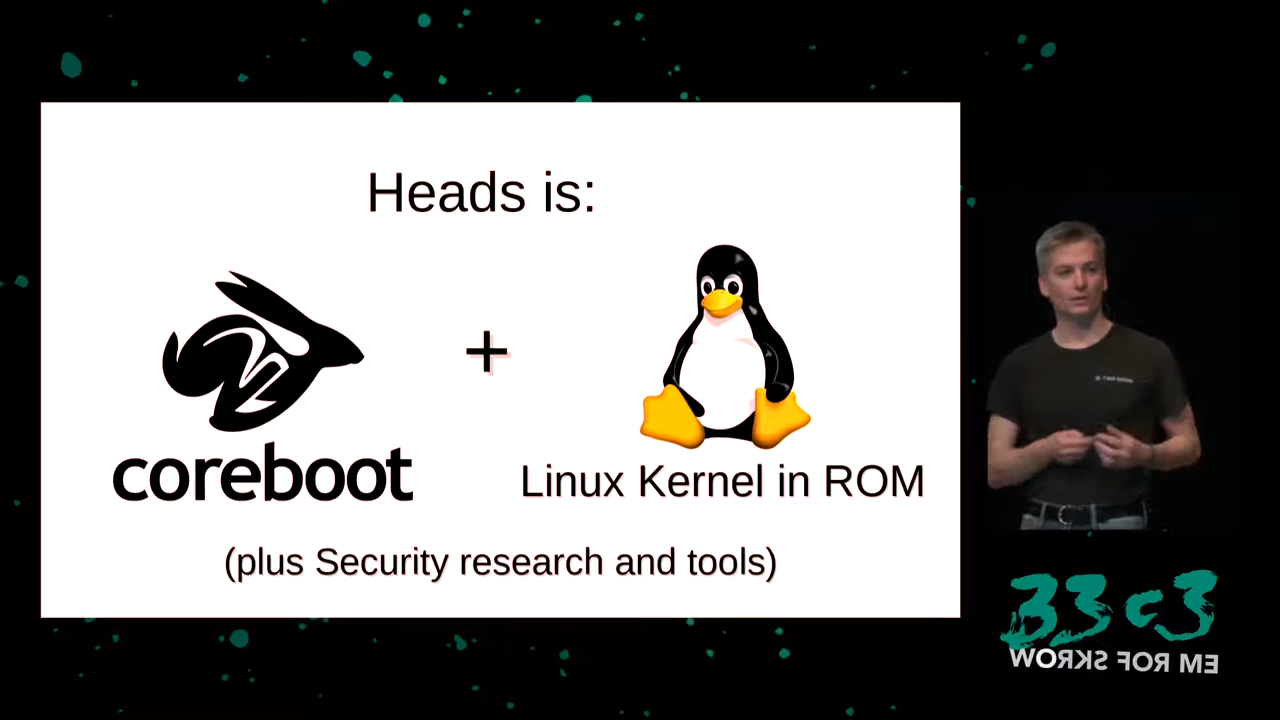 Heads is:
+
coreboot
Linux Kernel in ROM
(plus Security research and tools)
33c3
WORKS FOR ME